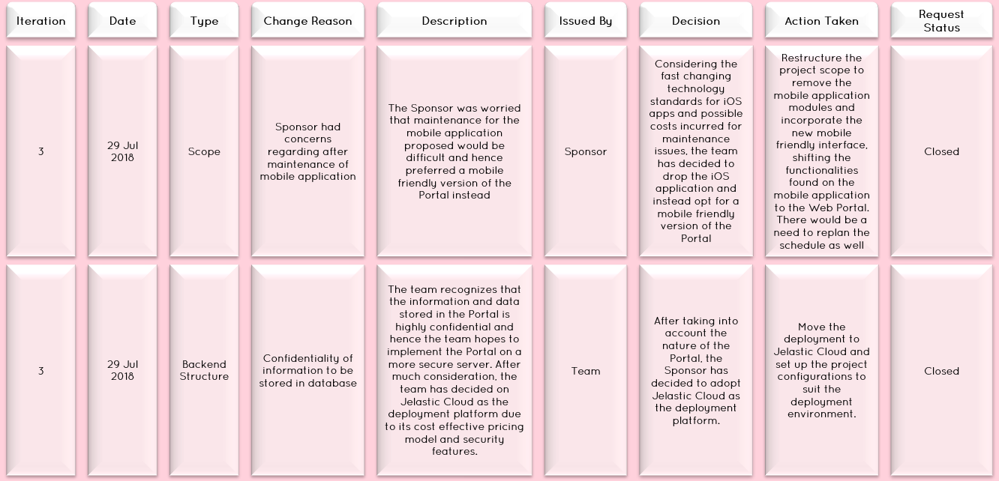 Iteration
Date
Type
Change Reason
Description
Issued By
Decision
Action Taken
Request
Status
3
29 Jul
2018
Scope
Sponsor had
concerns
regarding after
maintenance of
mobile application
The Sponsor was worried
that maintenance for the
mobile application
proposed would be
difficult and hence
preferred a mobile
friendly version of the
Portal instead
Sponsor
Considering the
fast changing
technology
standards for iOS
apps and possible
costs incurred for
maintenance
issues, the team
has decided to
drop the iOS
application and
instead opt for a
mobile friendly
version of the
Portal
Restructure the
project scope to
remove the
mobile application
modules and
incorporate the
new mobile
friendly interface,
shifting the
functionalities
found on the
mobile application
to the Web Portal.
There would be a
need to replan the
schedule as well
Closed
3
29 Jul
2018
Backend
Structure
Confidentiality of
information to be
stored in database
The team recognizes that
the information and data
stored in the Portal is
highly confidential and
hence the team hopes to
implement the Portal on a
more secure server. After
much consideration, the
team has decided on
Jelastic Cloud as the
deployment platform due
to its cost effective pricing
model and security
features.
Team
After taking into
account the
nature of the
Portal, the
Sponsor has
decided to adopt
Jelastic Cloud as
the deployment
platform.
Move the
deployment to
Jelastic Cloud and
set up the project
configurations to
suit the
deployment
environment.
Closed